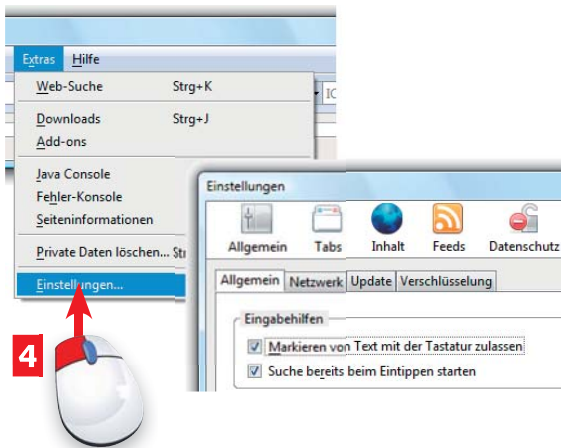 Extras Hilfe
Web-Suche Strg+K
Downloads Strg+J
Add-ons
Java Console
Fehler-Konsole
Seiteninformationen
Private Daten löschen...
Einstellungen...
4
Einstellungen
Allgemein Tabs Inhalt Feeds Datenschutz
Allgemein Netzwerk Update Verschlüsselung
Eingabehilfen
Markieren von Text mit der Tastatur zulassen
Suche bereits beim Eintippen starten